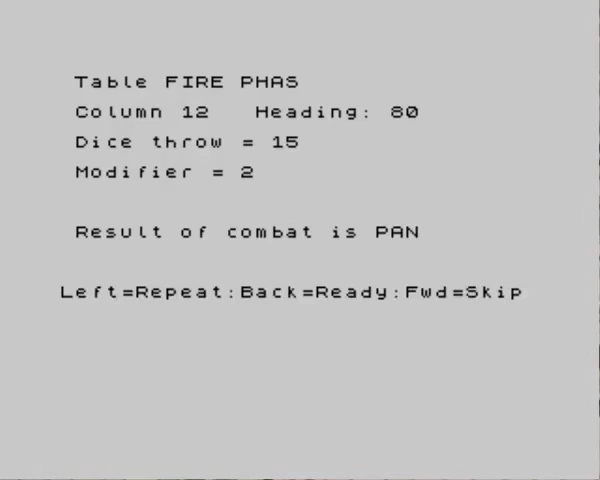 Table FIRE PHAS
Column 12 Heading: 80
Dice throw = 15
Modifier = 2
Result of combat is PAN
Left=Repeat:Back=Ready:Fwd=Skip